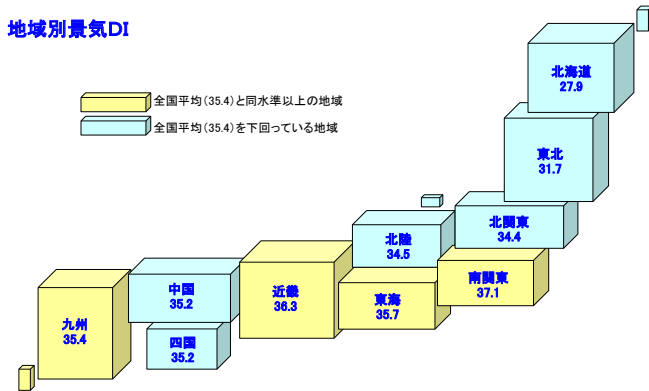 地域別景気DI
全国平均(35.4)と同水準以上の地域
全国平均(35.4)を下回っている地域
北海道
27.9
東北
31.7
北関東
34.4
北陸
34.5
南関東
37.1
東海
35.7
近畿
36.3
中国
35.2
四国
35.2
九州
35.4